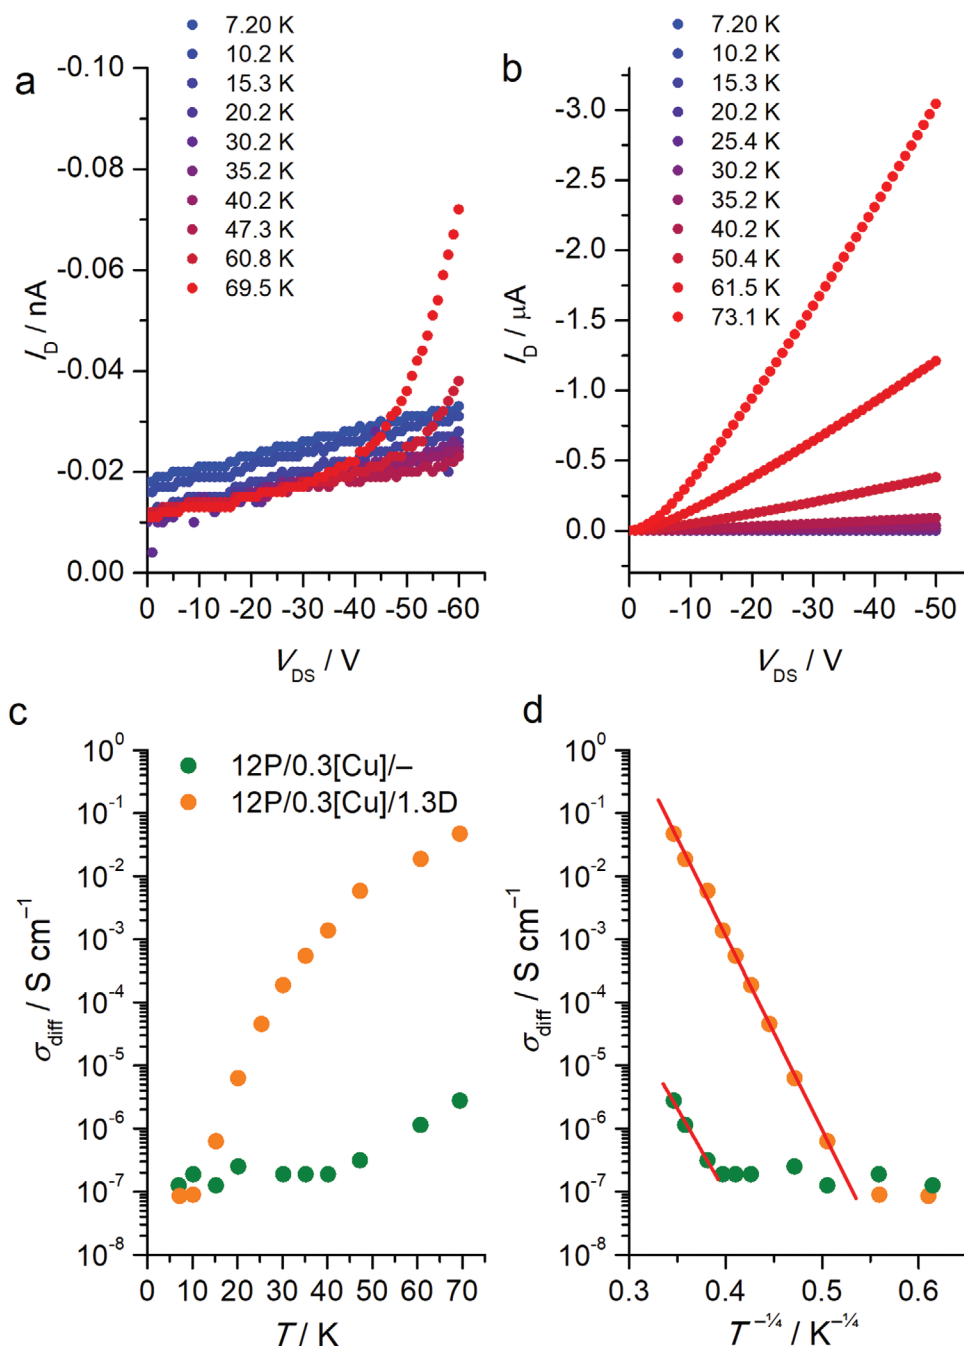 a
7.20 K
10.2 K
15.3 K
20.2 K
30.2 K
35.2 K
40.2 K
47.3 K
60.8 K
69.5 K
-0.10
-0.08
-0.06
-0.04
-0.02
0.00
I_D / nA
0 -10 -20 -30 -40 -50 -60
V_DS / V
b
7.20 K
10.2 K
15.3 K
20.2 K
25.4 K
30.2 K
35.2 K
40.2 K
50.4 K
61.5 K
73.1 K
-3.0
-2.5
-2.0
-1.5
-1.0
-0.5
0.0
I_D / µA
0 -10 -20 -30 -40 -50
V_DS / V
c
12P/0.3[Cu]/–
12P/0.3[Cu]/1.3D
10⁰
10⁻¹
10⁻²
10⁻³
10⁻⁴
10⁻⁵
10⁻⁶
10⁻⁷
10⁻⁸
σ_diff / S cm⁻¹
0 10 20 30 40 50 60 70
T / K
d
10⁰
10⁻¹
10⁻²
10⁻³
10⁻⁴
10⁻⁵
10⁻⁶
10⁻⁷
10⁻⁸
σ_diff / S cm⁻¹
0.3 0.4 0.5 0.6
T⁻¼ / K⁻¼